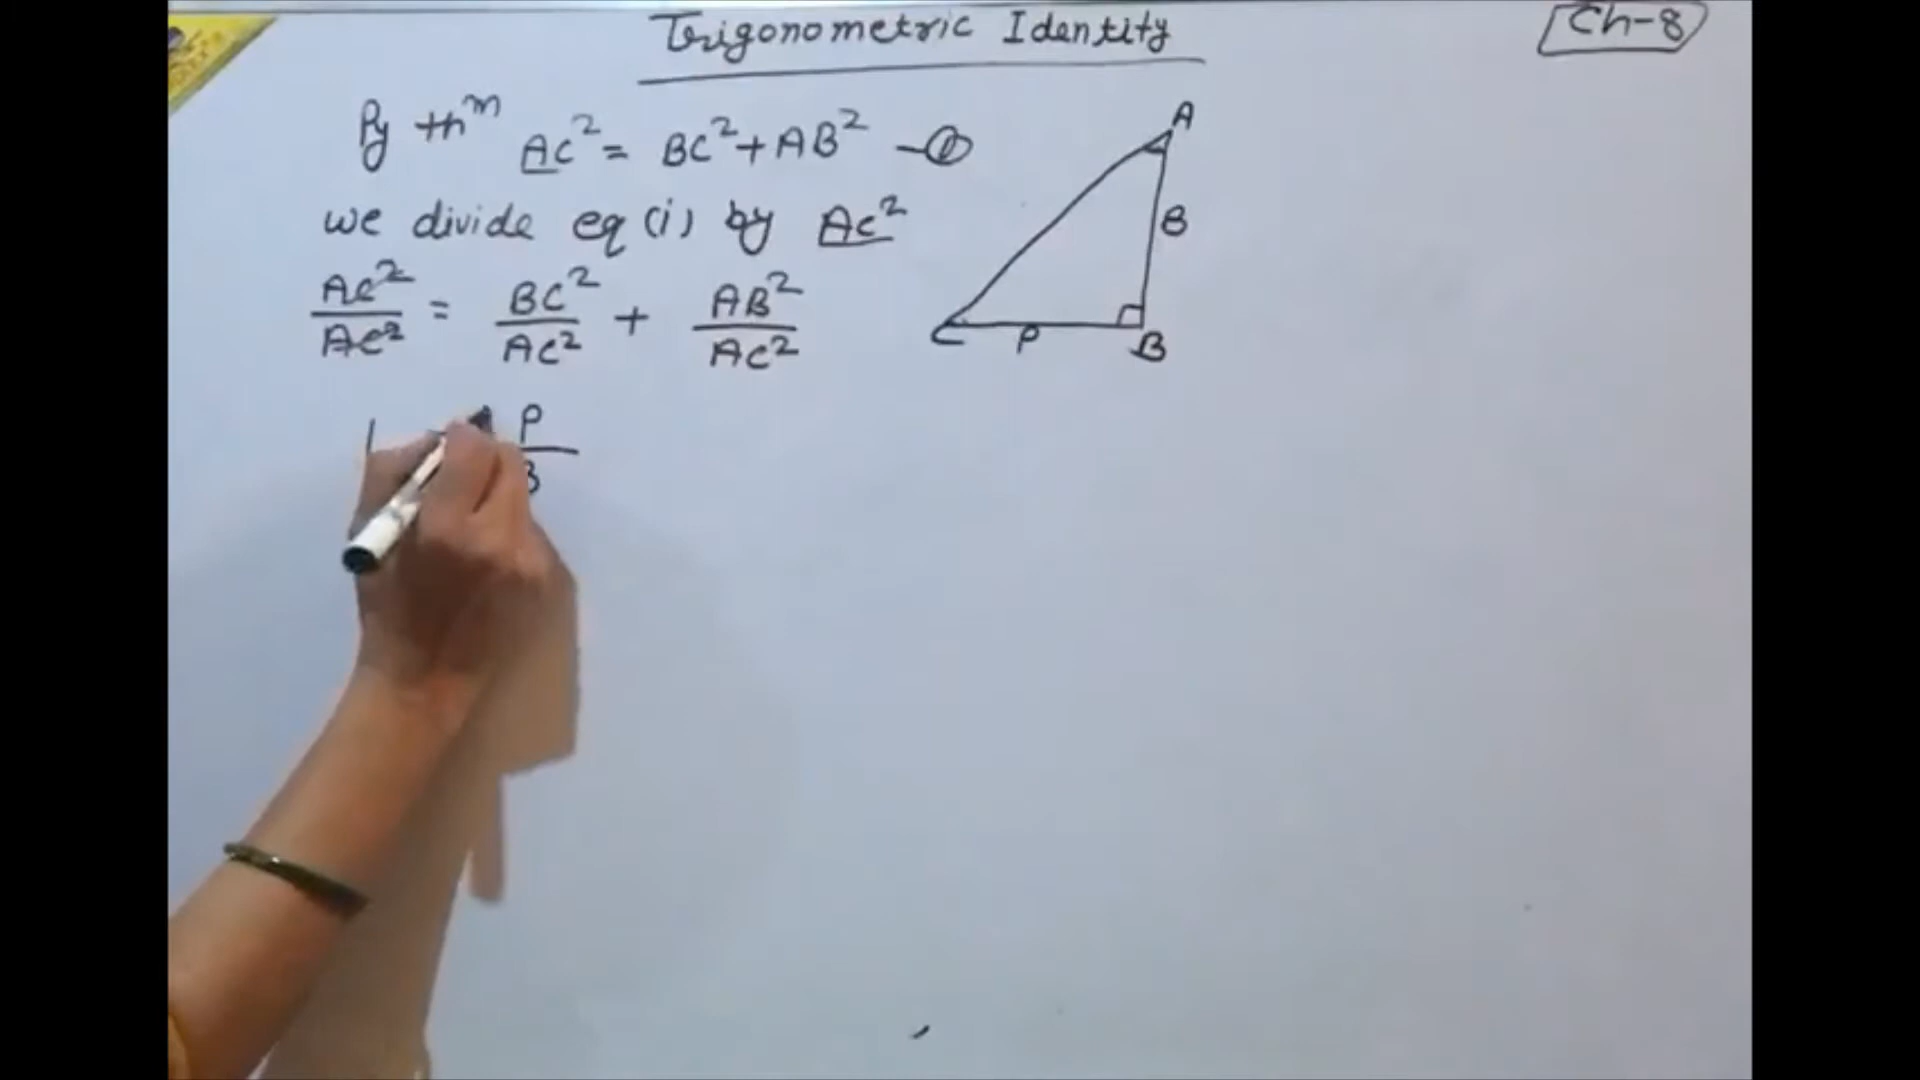 Trigonometric Identity
Ch-8
Py thᵐ AC² = BC² + AB² -①
we divide eq (i) by AC²
AC²/AC² = BC²/AC² + AB²/AC²
1 P/B
A
B
C P B